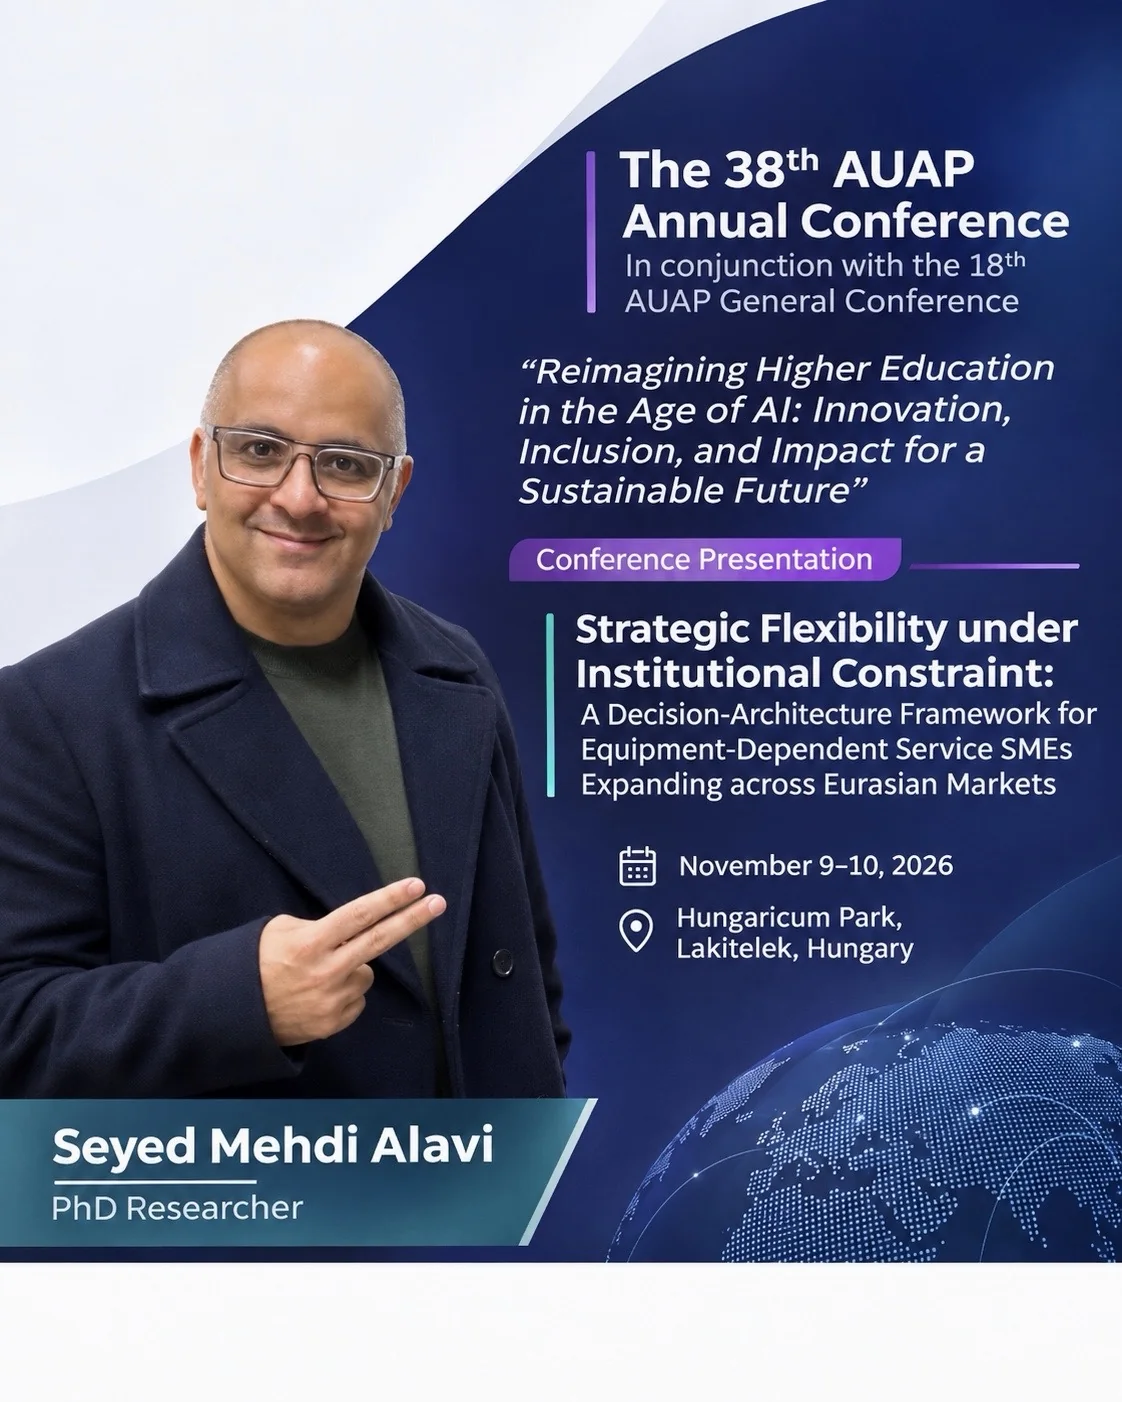 The 38th AUAP
Annual Conference
In conjunction with the 18th
AUAP General Conference
“Reimagining Higher Education
in the Age of AI: Innovation,
Inclusion, and Impact for a
Sustainable Future”
Conference Presentation
Strategic Flexibility under
Institutional Constraint:
A Decision-Architecture Framework for
Equipment-Dependent Service SMEs
Expanding across Eurasian Markets
November 9–10, 2026
Hungaricum Park,
Lakitelek, Hungary
Seyed Mehdi Alavi
PhD Researcher